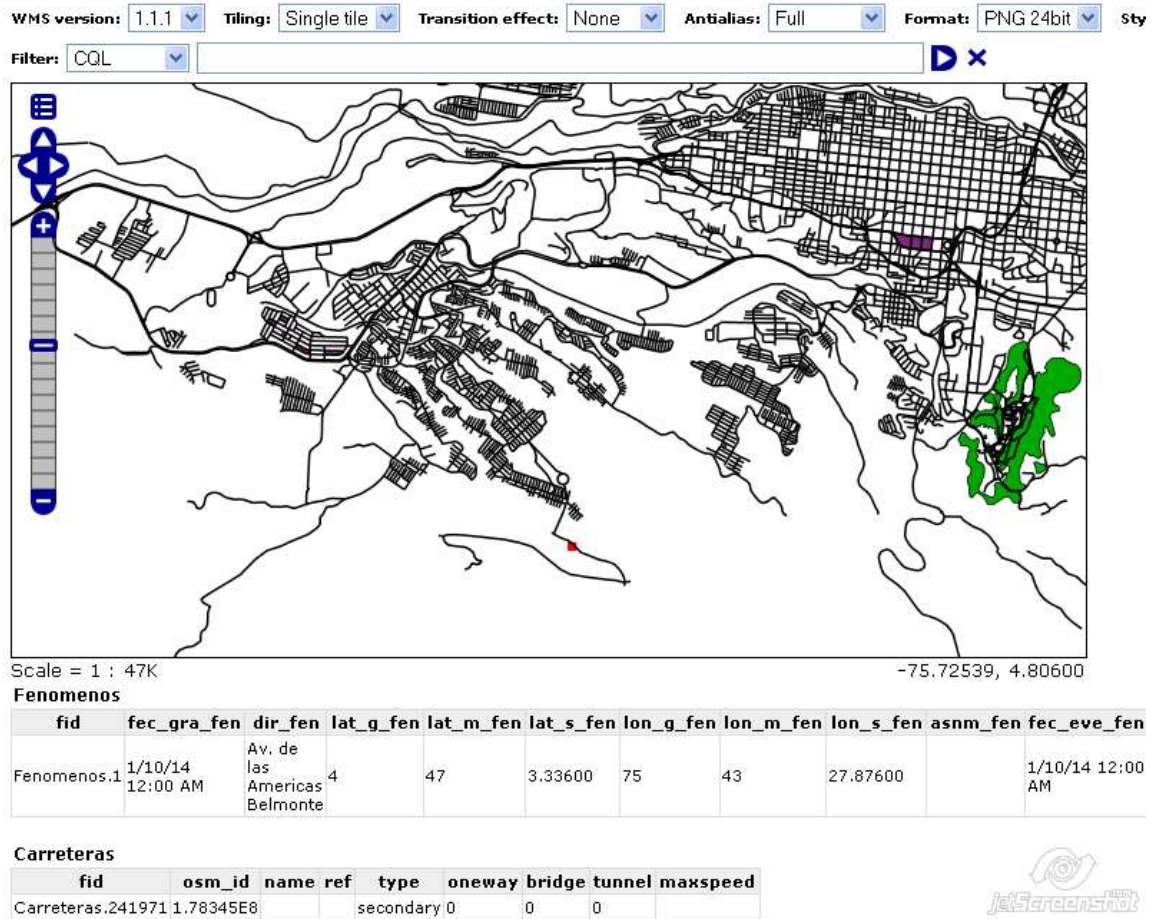 WMS version: 1.1.1 Tiling: Single tile Transition effect: None Antialias: Full Format: PNG 24bit Sty
Filter: CQL
Scale = 1 : 47K -75.72539, 4.80600
Fenomenos
fid fec_gra_fen dir_fen lat_g_fen lat_m_fen lat_s_fen lon_g_fen lon_m_fen lon_s_fen asnm_fen fec_eve_fen
Fenomenos.1 1/10/14 12:00 AM Av. de las Americas Belmonte 4 47 3.33600 75 43 27.87600 1/10/14 12:00 AM
Carreteras
fid osm_id name ref type oneway bridge tunnel maxspeed
Carreteras.241971 1.78345E8 secondary 0 0 0
jetScreenshot